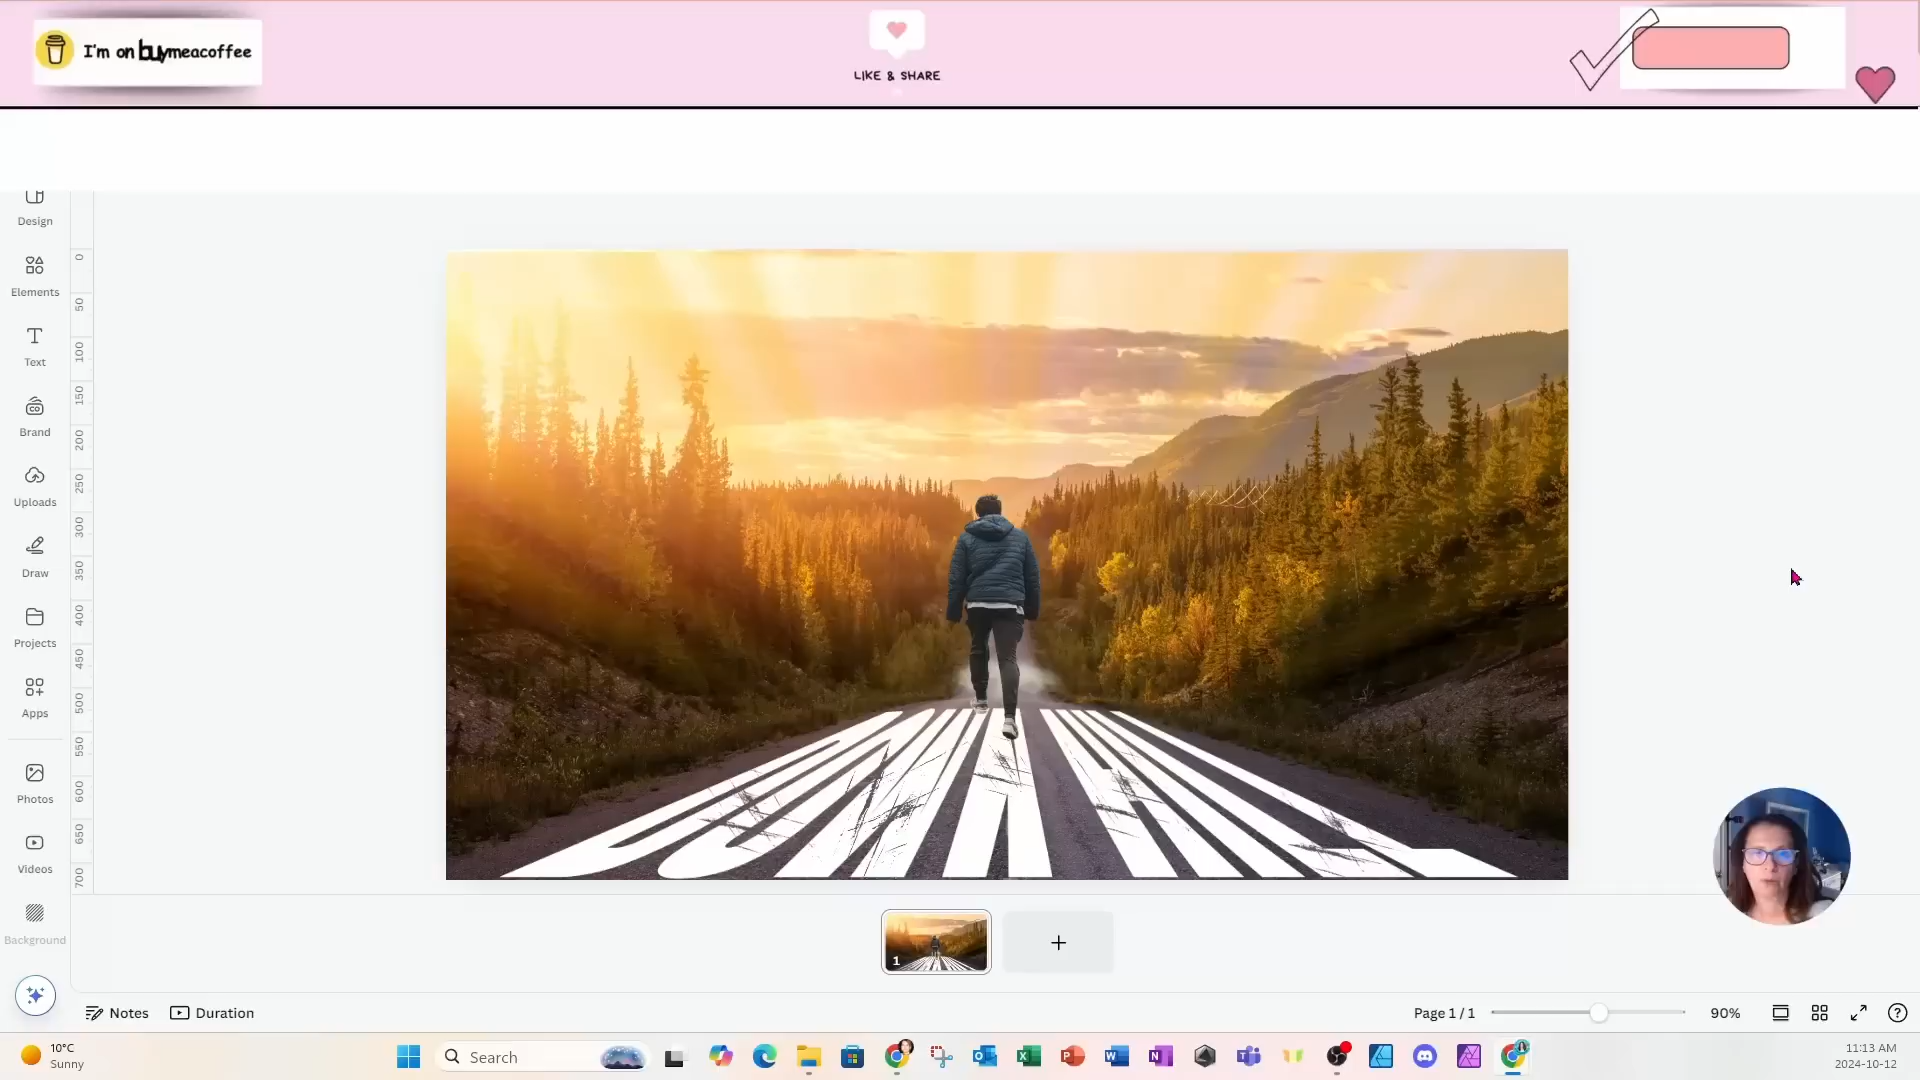 I'm on buymeacoffee
LIKE & SHARE
Design
Elements
Text
Brand
Uploads
Draw
Projects
Apps
Photos
Videos
Background
0
50
100
150
200
250
300
350
400
450
500
550
600
650
700
1
+
Notes
Duration
Page 1 / 1
90%
10°C
Sunny
Search
11:13 AM
2024-10-12